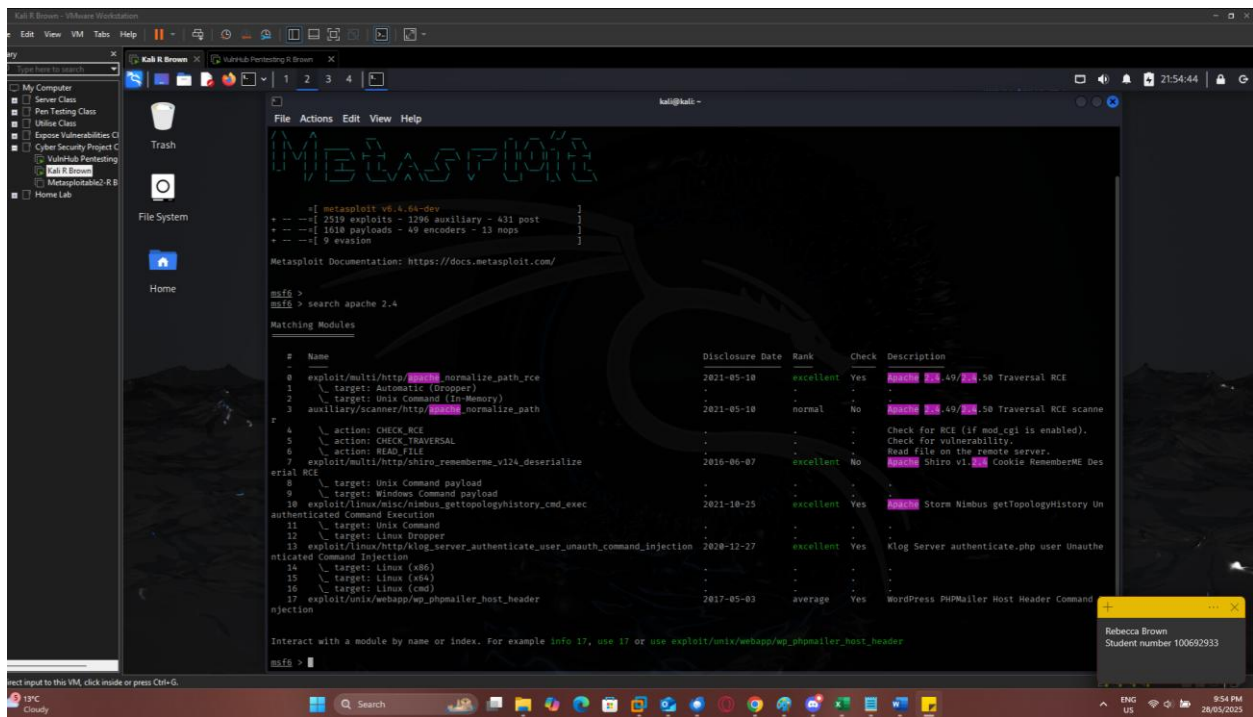 Kali R Brown - VMware Workstation
Edit View VM Tabs Help
Type here to search
My Computer
Server Class
Pen Testing Class
Utilise Class
Expose Vulnerabilities Cl
Cyber Security Project C
VulnHub Pentesting
Kali R Brown
Metasploitable2-R B
Home Lab
Kali R Brown VulnHub Pentesting R Brown
1 2 3 4
21:54:44
Trash
File System
Home
kali@kali: ~
File Actions Edit View Help
Metasploit
=[ metasploit v6.4.64-dev ]
+ -- --=[ 2519 exploits - 1296 auxiliary - 431 post ]
+ -- --=[ 1610 payloads - 49 encoders - 13 nops ]
+ -- --=[ 9 evasion ]
Metasploit Documentation: https://docs.metasploit.com/
msf6 >
msf6 > search apache 2.4
Matching Modules
# Name Disclosure Date Rank Check Description
0 exploit/multi/http/apache_normalize_path_rce 2021-05-10 excellent Yes Apache 2.4.49/2.4.50 Traversal RCE
1 \_ target: Automatic (Dropper) . . . .
2 \_ target: Unix Command (In-Memory) . . . .
3 auxiliary/scanner/http/apache_normalize_path 2021-05-10 normal No Apache 2.4.49/2.4.50 Traversal RCE scanne
r
4 \_ action: CHECK_RCE . . . Check for RCE (if mod_cgi is enabled).
5 \_ action: CHECK_TRAVERSAL . . . Check for vulnerability.
6 \_ action: READ_FILE . . . Read file on the remote server.
7 exploit/multi/http/shiro_rememberme_v124_deserialize 2016-06-07 excellent No Apache Shiro v1.2.4 Cookie RememberME Des
erial RCE
8 \_ target: Unix Command payload . . . .
9 \_ target: Windows Command payload . . . .
10 exploit/linux/misc/nimbus_gettopologyhistory_cmd_exec 2021-10-25 excellent Yes Apache Storm Nimbus getTopologyHistory Un
authenticated Command Execution
11 \_ target: Unix Command . . . .
12 \_ target: Linux Dropper . . . .
13 exploit/linux/http/klog_server_authenticate_user_unauth_command_injection 2020-12-27 excellent Yes Klog Server authenticate.php user Unauthe
nticated Command Injection
14 \_ target: Linux (x86) . . . .
15 \_ target: Linux (x64) . . . .
16 \_ target: Linux (cmd) . . . .
17 exploit/unix/webapp/wp_phpmailer_host_header 2017-05-03 average Yes WordPress PHPMailer Host Header Command
njection
Interact with a module by name or index. For example info 17, use 17 or use exploit/unix/webapp/wp_phpmailer_host_header
msf6 >
Rebecca Brown
Student number 100692933
irect input to this VM, click inside or press Ctrl+G.
13°C
Cloudy
Search
ENG
US
9:54 PM
28/05/2025